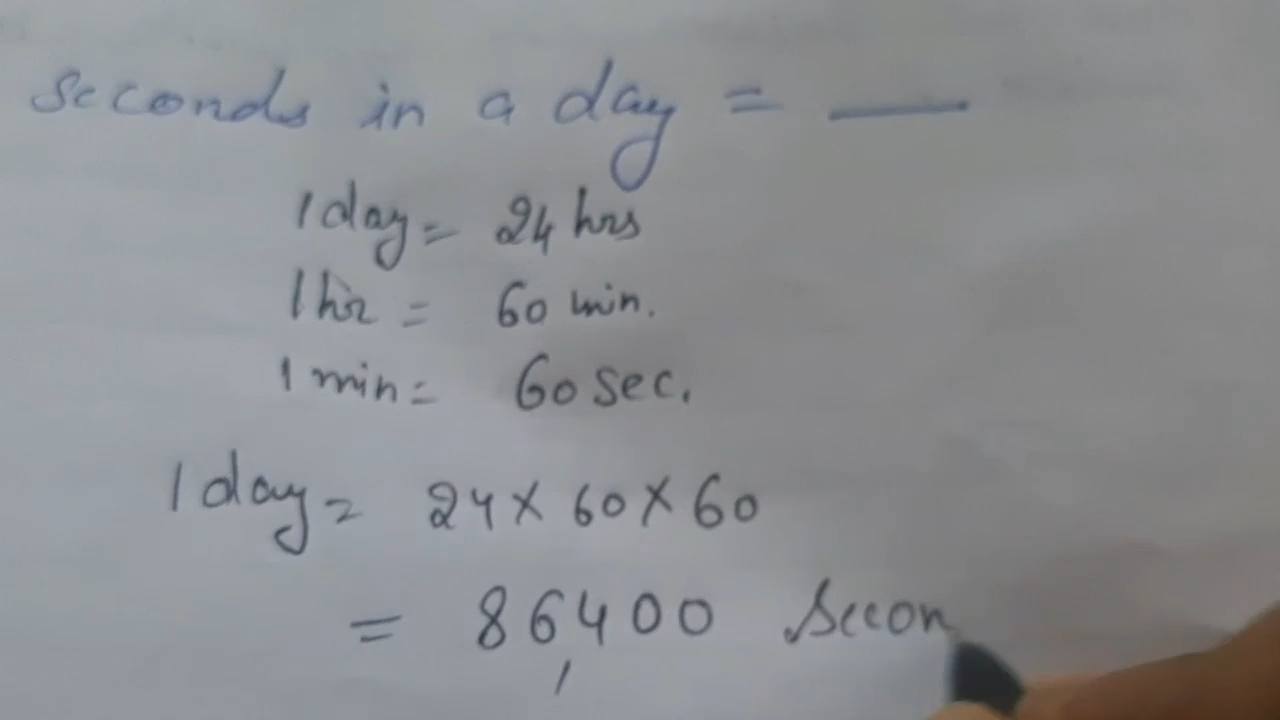 seconds in a day = ___
1 day = 24 hrs
1 hr = 60 min.
1 min = 60 sec.
1 day = 24 x 60 x 60
= 86,400 Secon